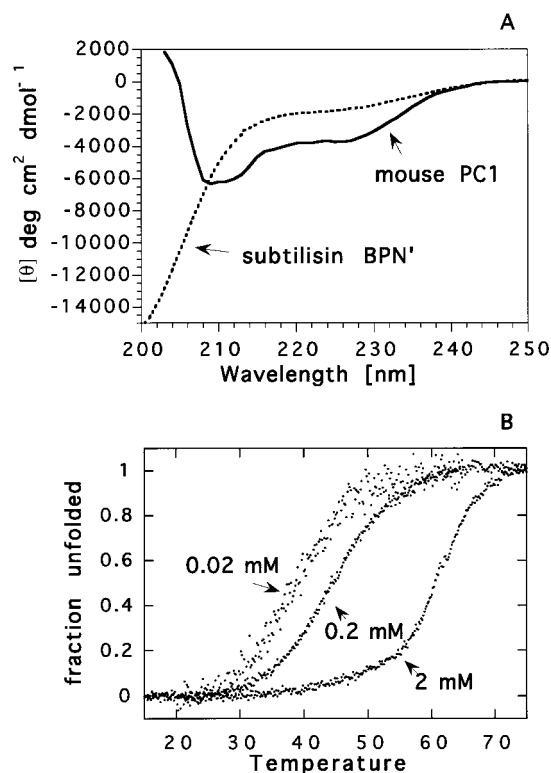 A
2000
0
-2000
-4000
-6000
-8000
-10000
-12000
-14000
[θ] deg cm² dmol⁻¹
mouse PC1
subtilisin BPN'
200 210 220 230 240 250
Wavelength [nm]
B
1
0.8
0.6
0.4
0.2
0
fraction unfolded
0.02 mM
0.2 mM
2 mM
20 30 40 50 60 70
Temperature